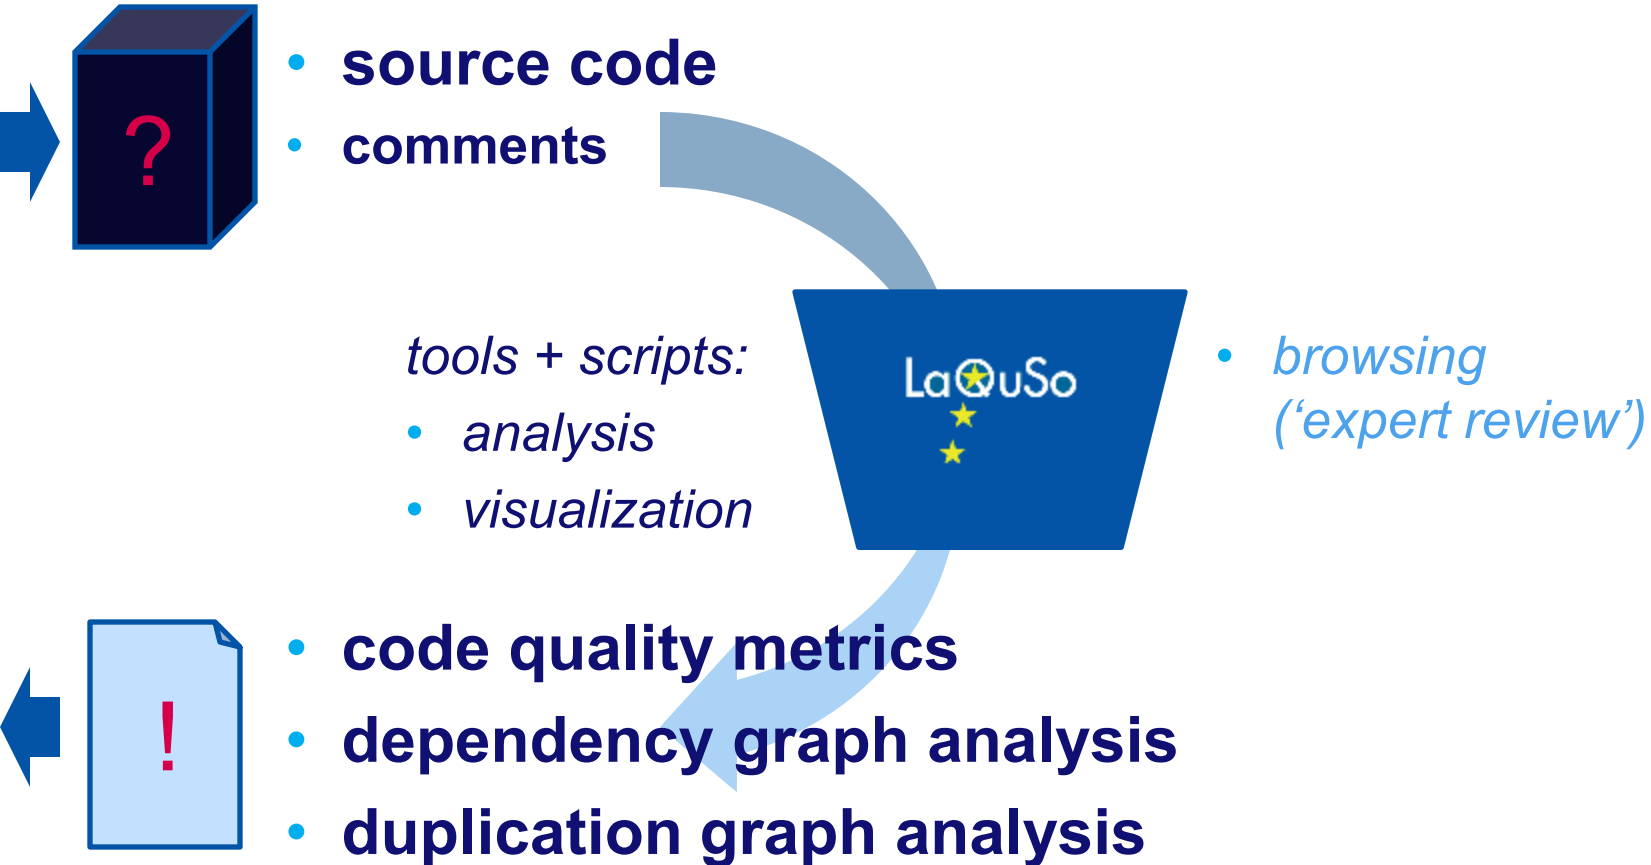 ?
• source code
• comments
tools + scripts:
• analysis
• visualization
LaQuSo
• browsing
(‘expert review’)
!
• code quality metrics
• dependency graph analysis
• duplication graph analysis